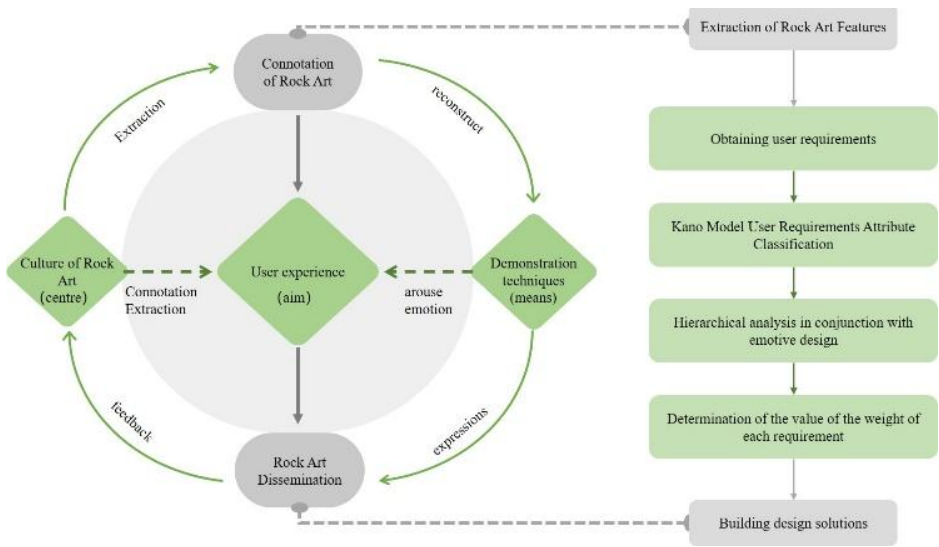 Connotation
of Rock Art
Extraction
reconstruct
Culture of Rock
Art
(centre)
Connotation
Extraction
User experience
(aim)
arouse
emotion
Demonstration
techniques
(means)
feedback
expressions
Rock Art
Dissemination
Extraction of Rock Art Features
Obtaining user requirements
Kano Model User Requirements Attribute
Classification
Hierarchical analysis in conjunction with
emotive design
Determination of the value of the weight of
each requirement
Building design solutions